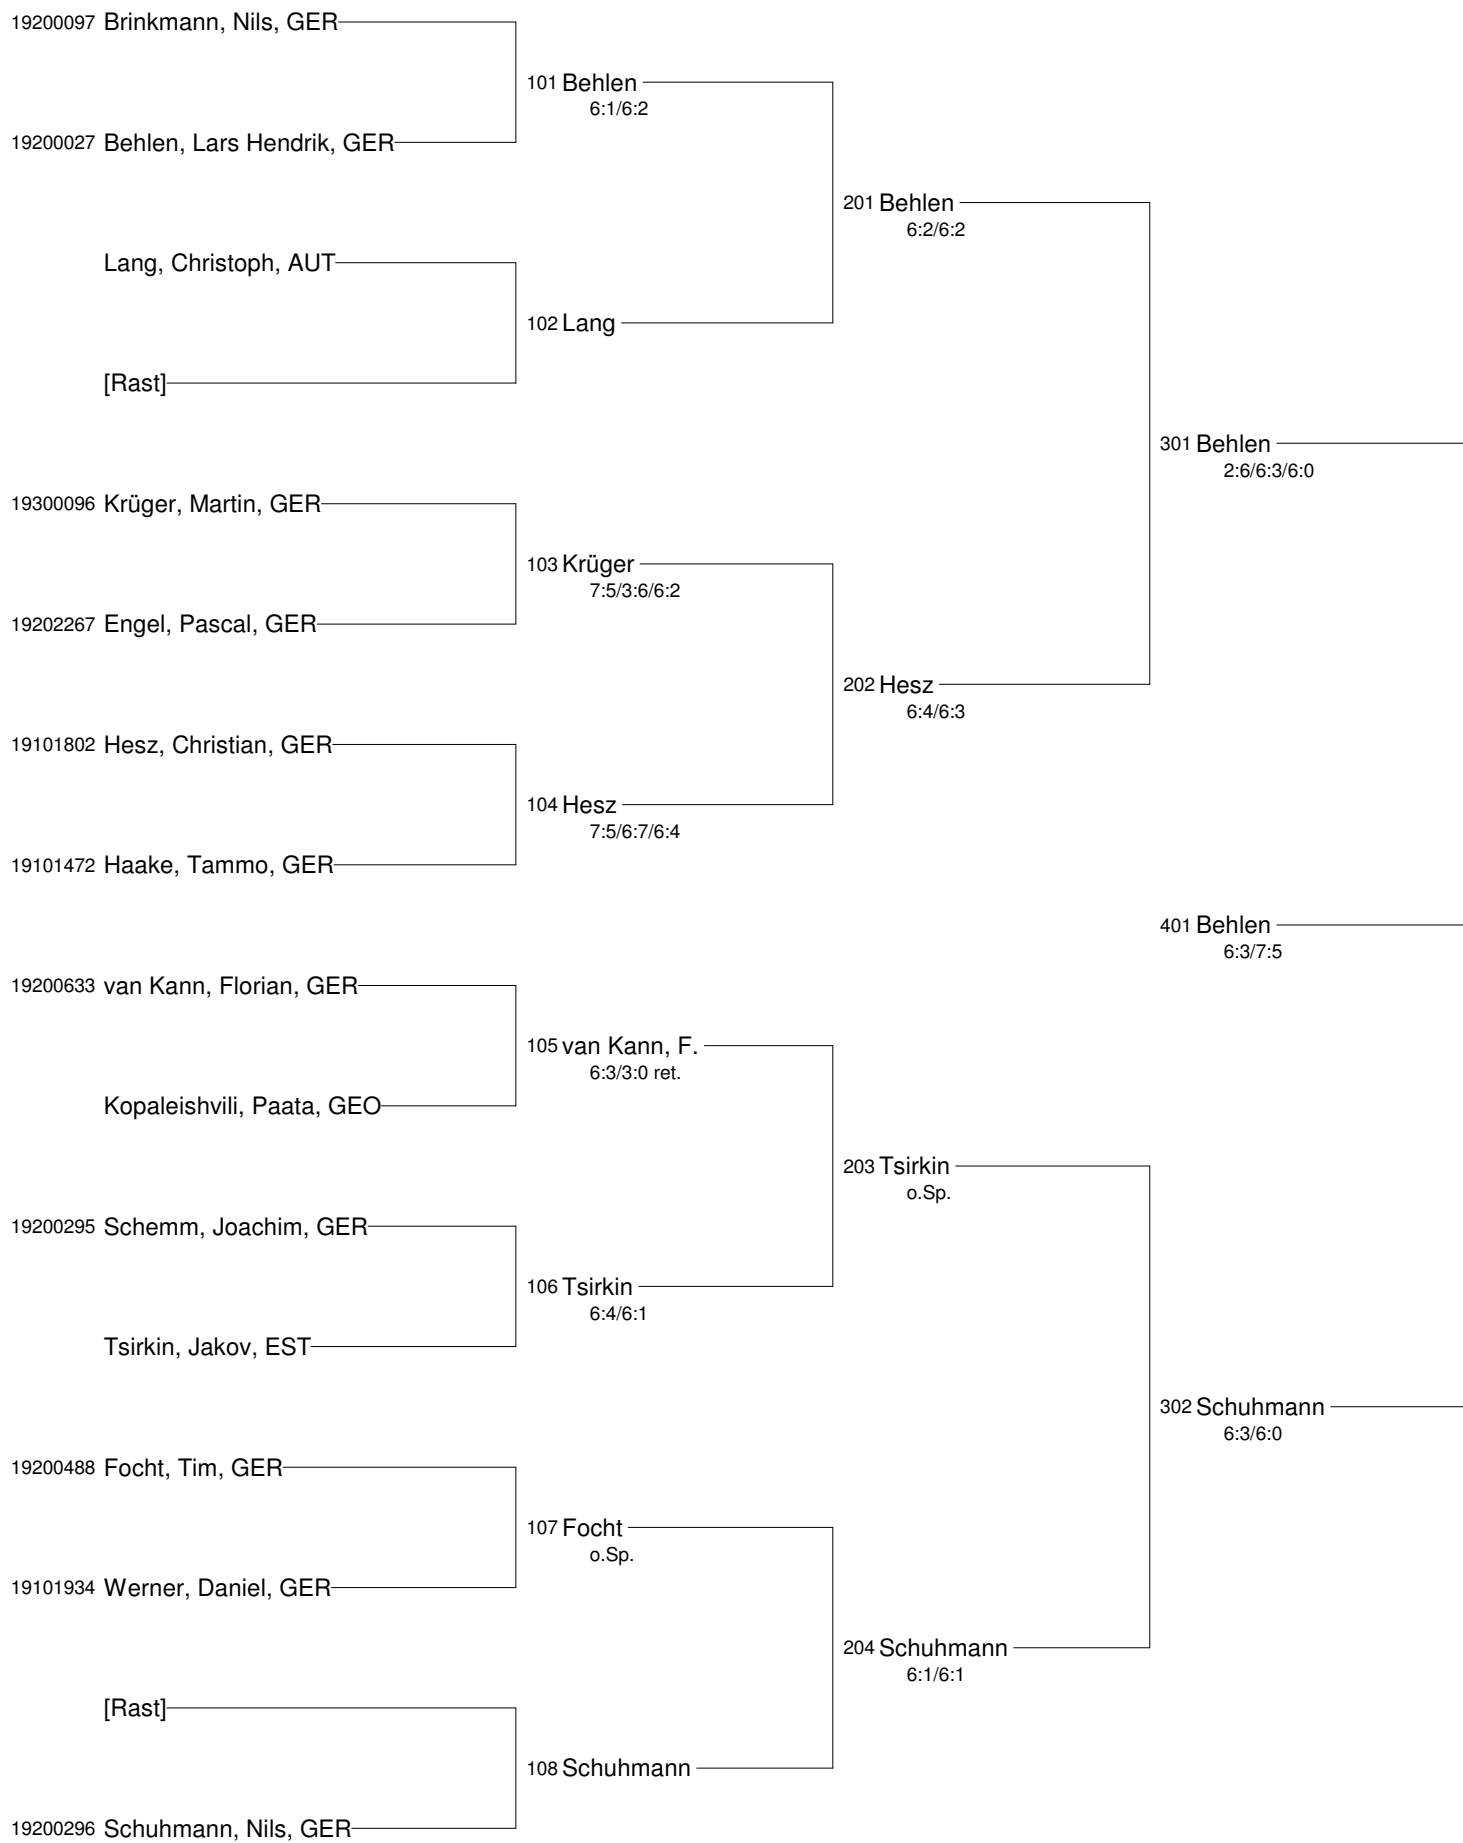 19200097 Brinkmann, Nils, GER
101 Behlen
6:1/6:2
19200027 Behlen, Lars Hendrik, GER
201 Behlen
6:2/6:2
Lang, Christoph, AUT
102 Lang
[Rast]
301 Behlen
2:6/6:3/6:0
19300096 Krüger, Martin, GER
103 Krüger
7:5/3:6/6:2
19202267 Engel, Pascal, GER
202 Hesz
6:4/6:3
19101802 Hesz, Christian, GER
104 Hesz
7:5/6:7/6:4
19101472 Haake, Tammo, GER
401 Behlen
6:3/7:5
19200633 van Kann, Florian, GER
105 van Kann, F.
6:3/3:0 ret.
Kopaleishvili, Paata, GEO
203 Tsirkin
o.Sp.
19200295 Schemm, Joachim, GER
106 Tsirkin
6:4/6:1
Tsirkin, Jakov, EST
302 Schuhmann
6:3/6:0
19200488 Focht, Tim, GER
107 Focht
o.Sp.
19101934 Werner, Daniel, GER
204 Schuhmann
6:1/6:1
[Rast]
108 Schuhmann
19200296 Schuhmann, Nils, GER